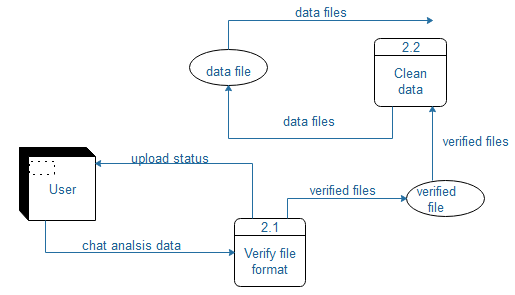 data files
2.2
Clean
data
data file
data files
verified files
upload status
User
verified files
verified
file
2.1
Verify file
format
chat analsis data